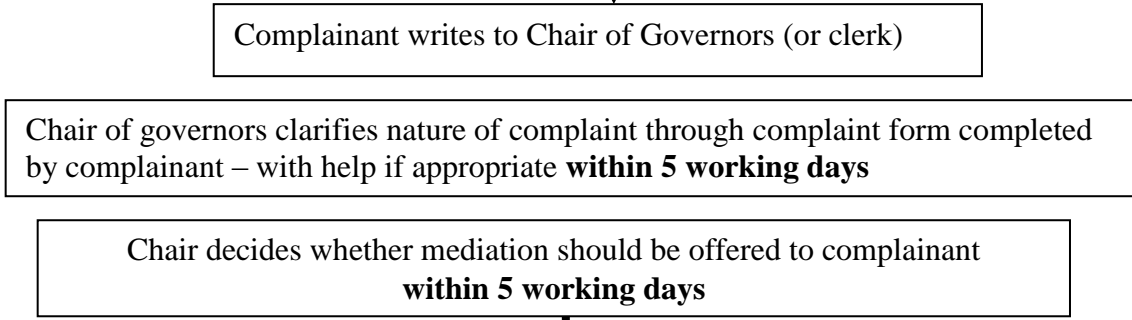 Complainant writes to Chair of Governors (or clerk)
Chair of governors clarifies nature of complaint through complaint form completed
by complainant – with help if appropriate within 5 working days
Chair decides whether mediation should be offered to complainant
within 5 working days